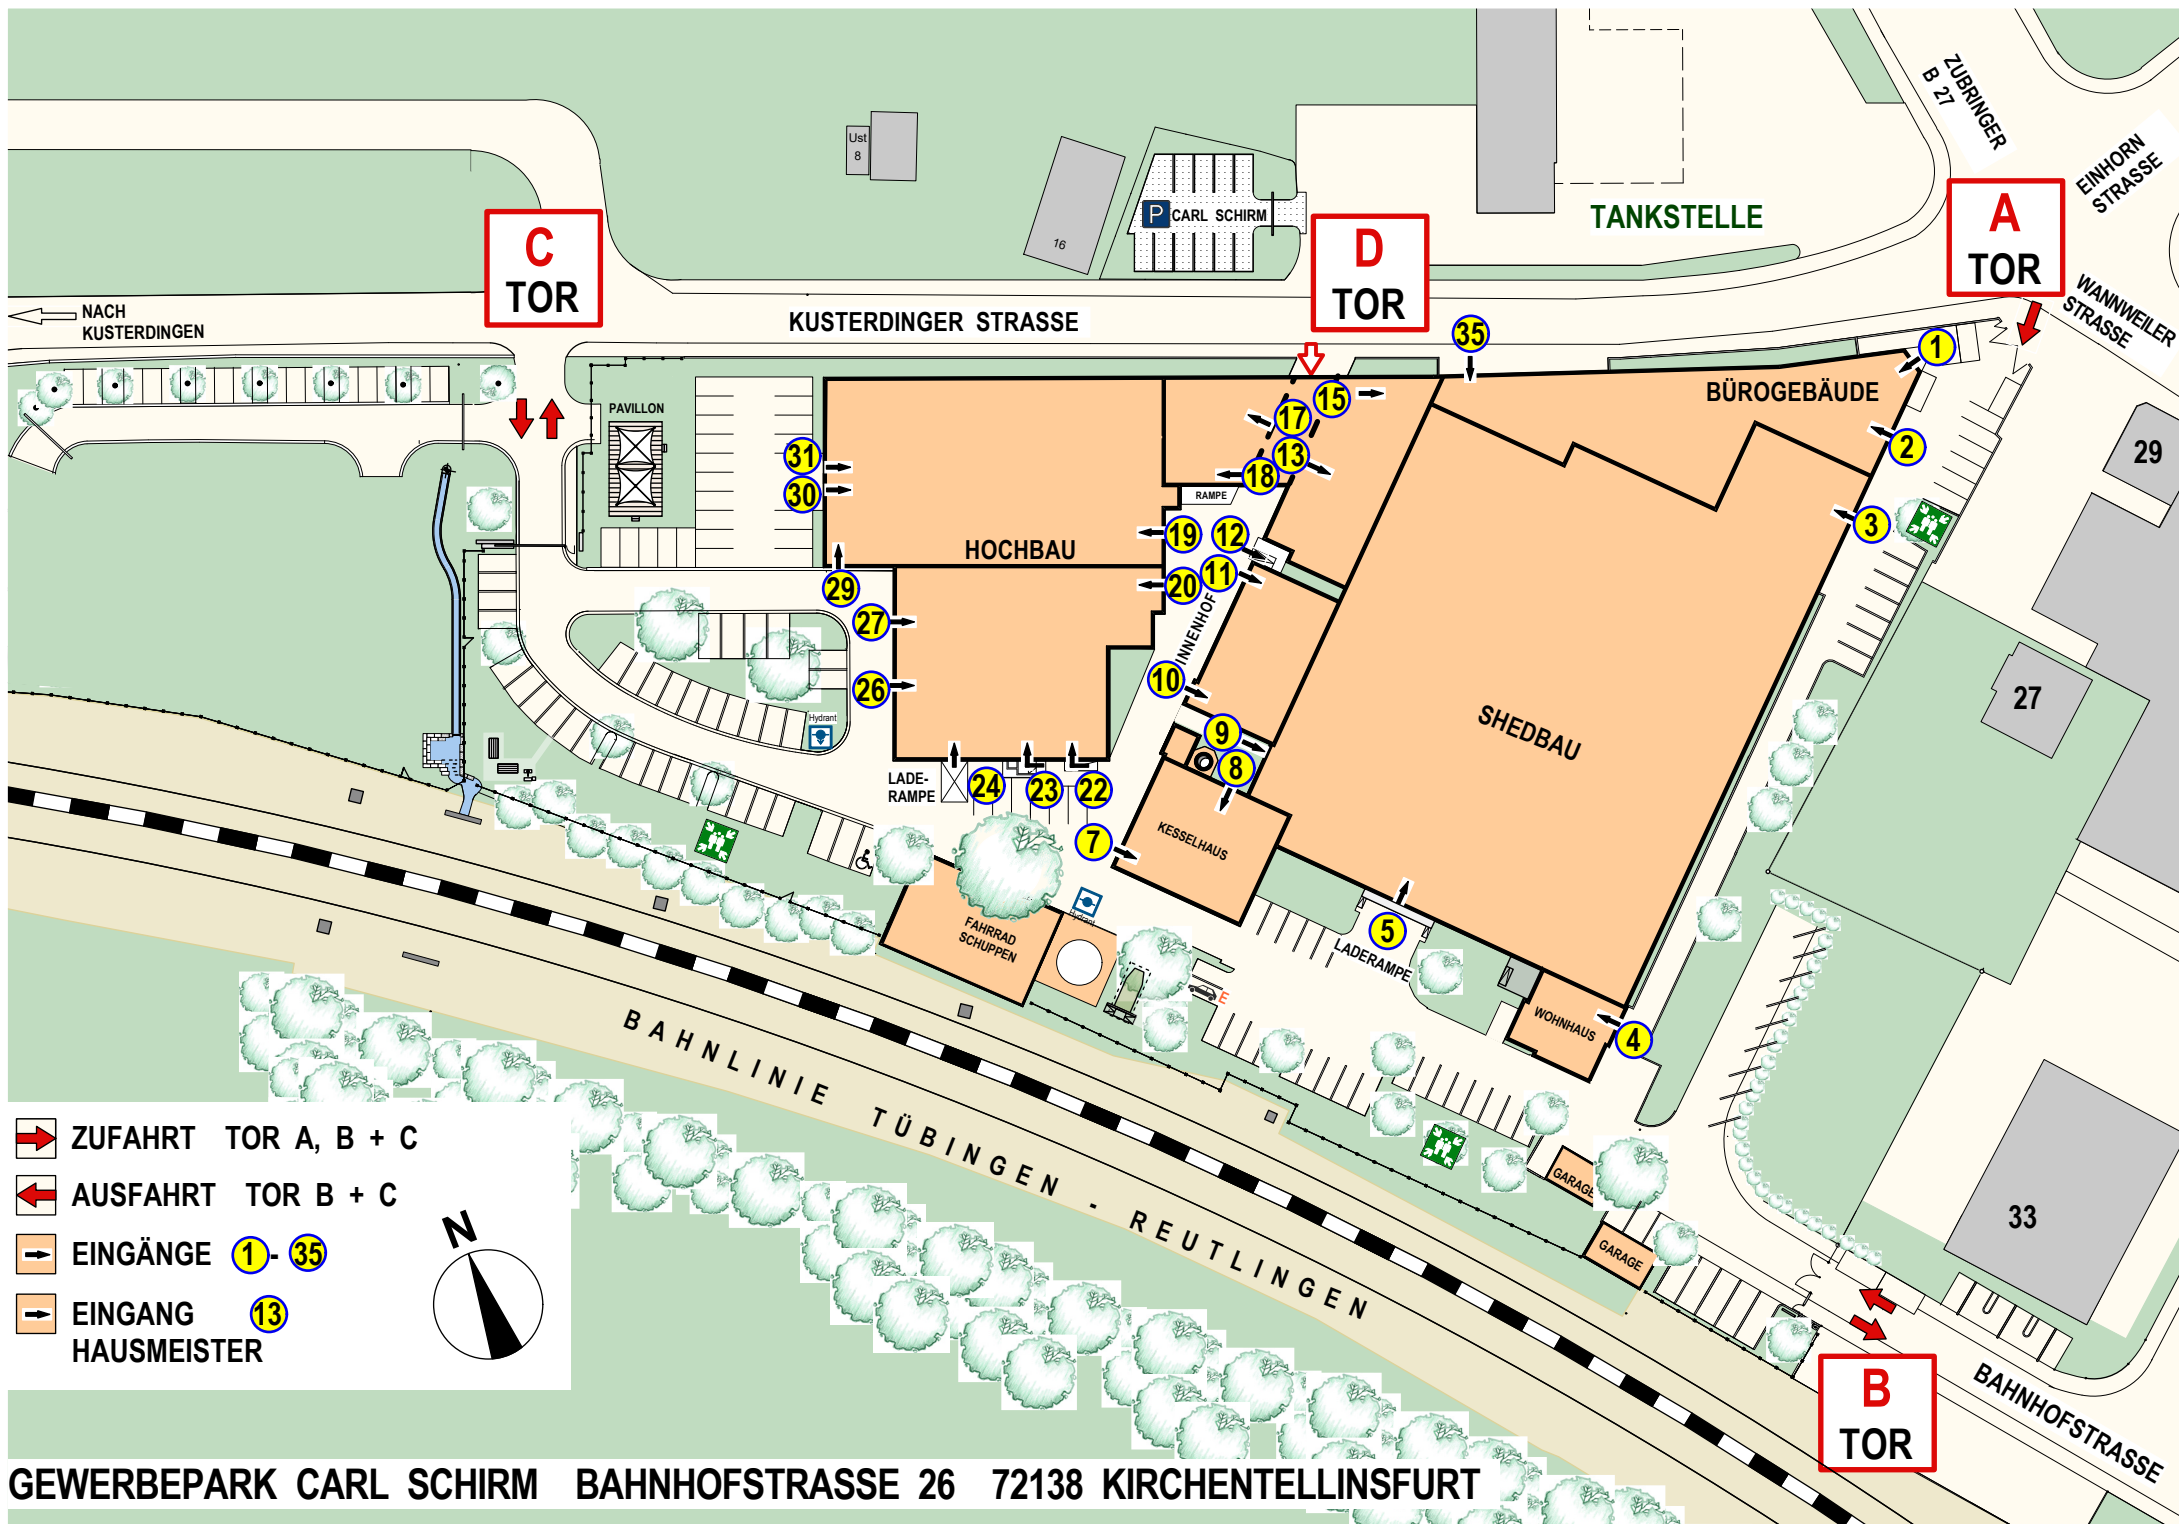 ZUBRINGER
B 27
EINHORN
STRASSE
WANNWEILER
STRASSE
Ust
8
16
P CARL SCHIRM
TANKSTELLE
A
TOR
C
TOR
D
TOR
NACH
KUSTERDINGEN
KUSTERDINGER STRASSE
35
1
BÜROGEBÄUDE
PAVILLON
15
17
13
18
2
29
31
30
RAMPE
3
HOCHBAU
19
12
11
20
29
27
INNENHOF
26
10
27
SHEDBAU
9
8
Hydrant
LADE-
RAMPE
24
23
22
7
KESSELHAUS
Hydrant
FAHRRAD
SCHUPPEN
5
LADERAMPE
E
WOHNHAUS
4
BAHNLINIE TÜBINGEN - REUTLINGEN
GARAGE
GARAGE
33
B
TOR
BAHNHOFSTRASSE
ZUFAHRT TOR A, B + C
AUSFAHRT TOR B + C
EINGÄNGE 1 - 35
EINGANG 13
HAUSMEISTER
N
GEWERBEPARK CARL SCHIRM BAHNHOFSTRASSE 26 72138 KIRCHENTELLINSFURT